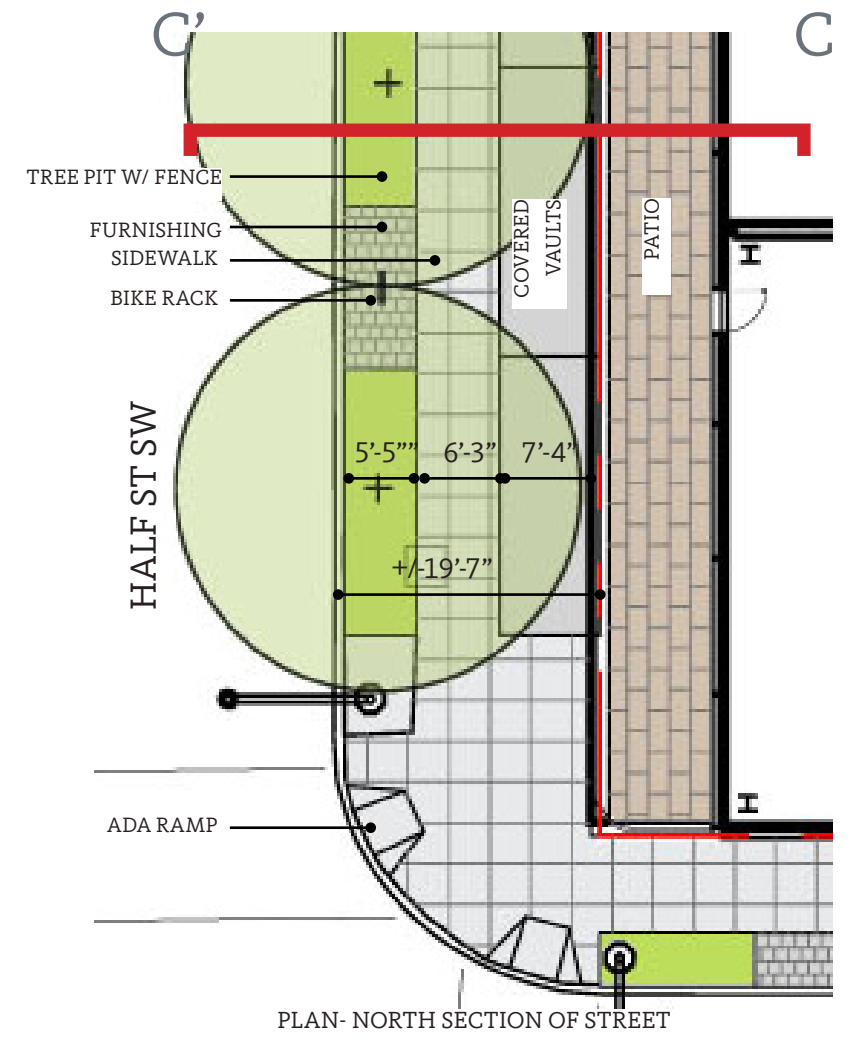 C’
C
TREE PIT W/ FENCE
FURNISHING
SIDEWALK
BIKE RACK
COVERED
VAULTS
PATIO
HALF ST SW
5’-5””
6’-3”
7’-4”
+/-19’-7”
ADA RAMP
PLAN- NORTH SECTION OF STREET